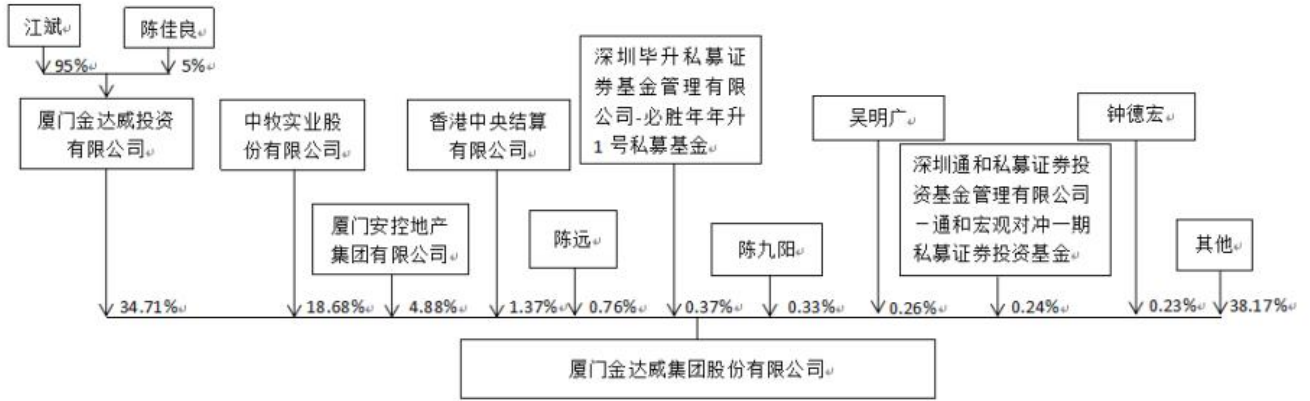 江斌
陈佳良
95%
5%
厦门金达威投资
有限公司
中牧实业股
份有限公司
香港中央结算
有限公司
深圳毕升私募证
券基金管理有限
公司-必胜年年升
1 号私募基金
吴明广
钟德宏
深圳通和私募证券投
资基金管理有限公司
－通和宏观对冲一期
私募证券投资基金
厦门安控地产
集团有限公司
陈远
陈九阳
其他
34.71%
18.68%
4.88%
1.37%
0.76%
0.37%
0.33%
0.26%
0.24%
0.23%
38.17%
厦门金达威集团股份有限公司